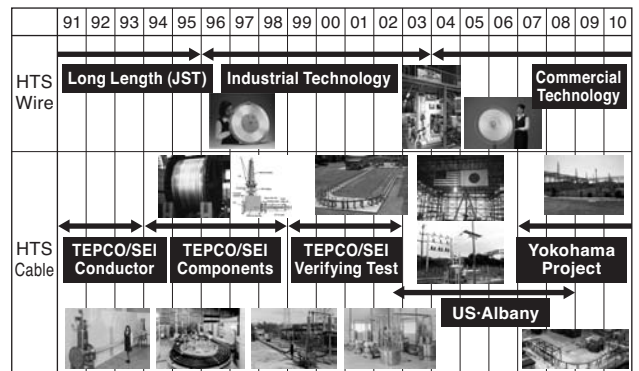 91 92 93 94 95 96 97 98 99 00 01 02 03 04 05 06 07 08 09 10
HTS
Wire
Long Length (JST)
Industrial Technology
Commercial
Technology
HTS
Cable
TEPCO/SEI
Conductor
TEPCO/SEI
Components
TEPCO/SEI
Verifying Test
Yokohama
Project
US·Albany